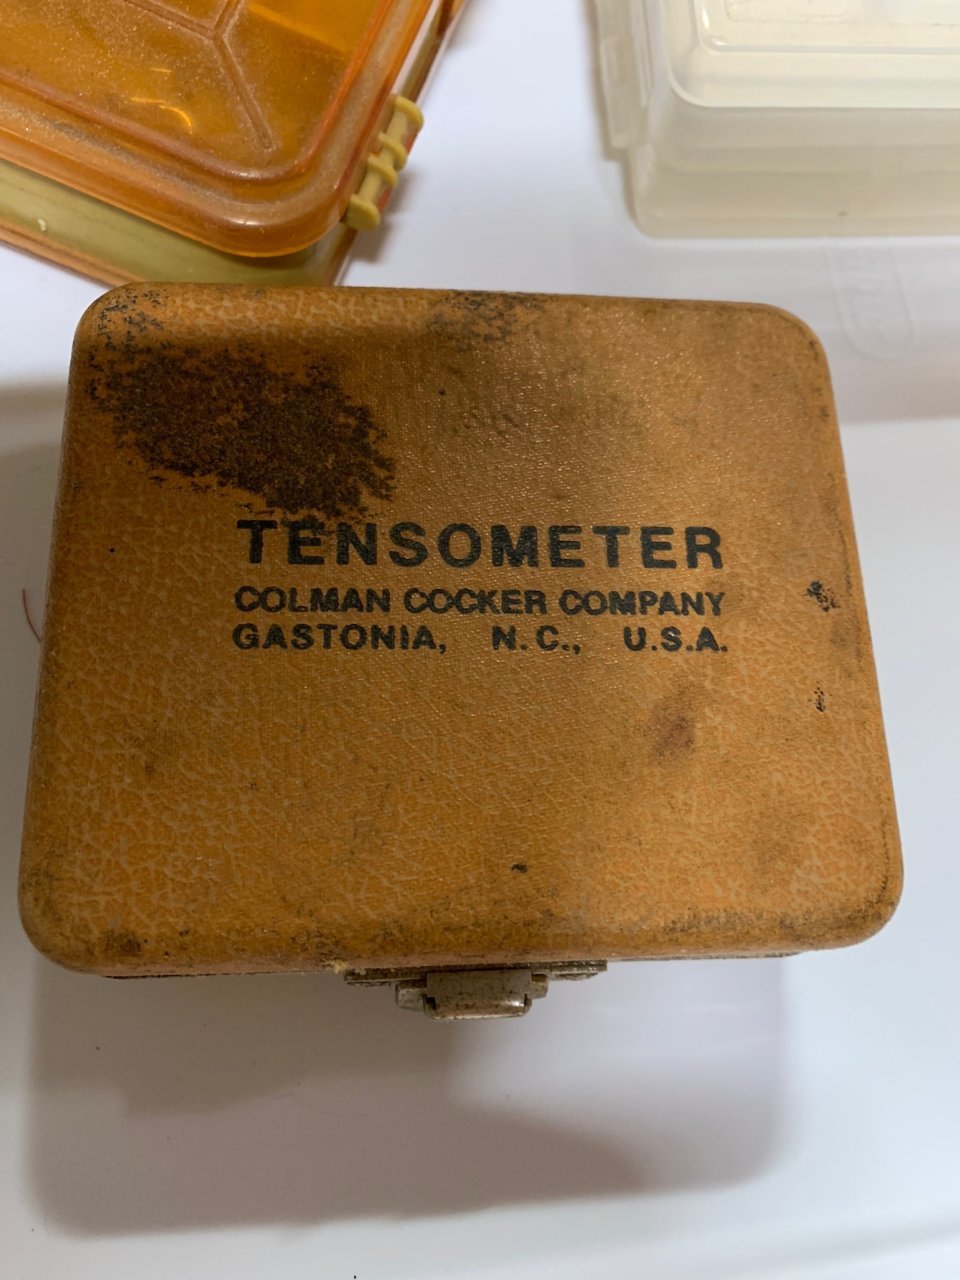 TENSOMETER
COLMAN COCKER COMPANY
GASTONIA, N.C., U.S.A.